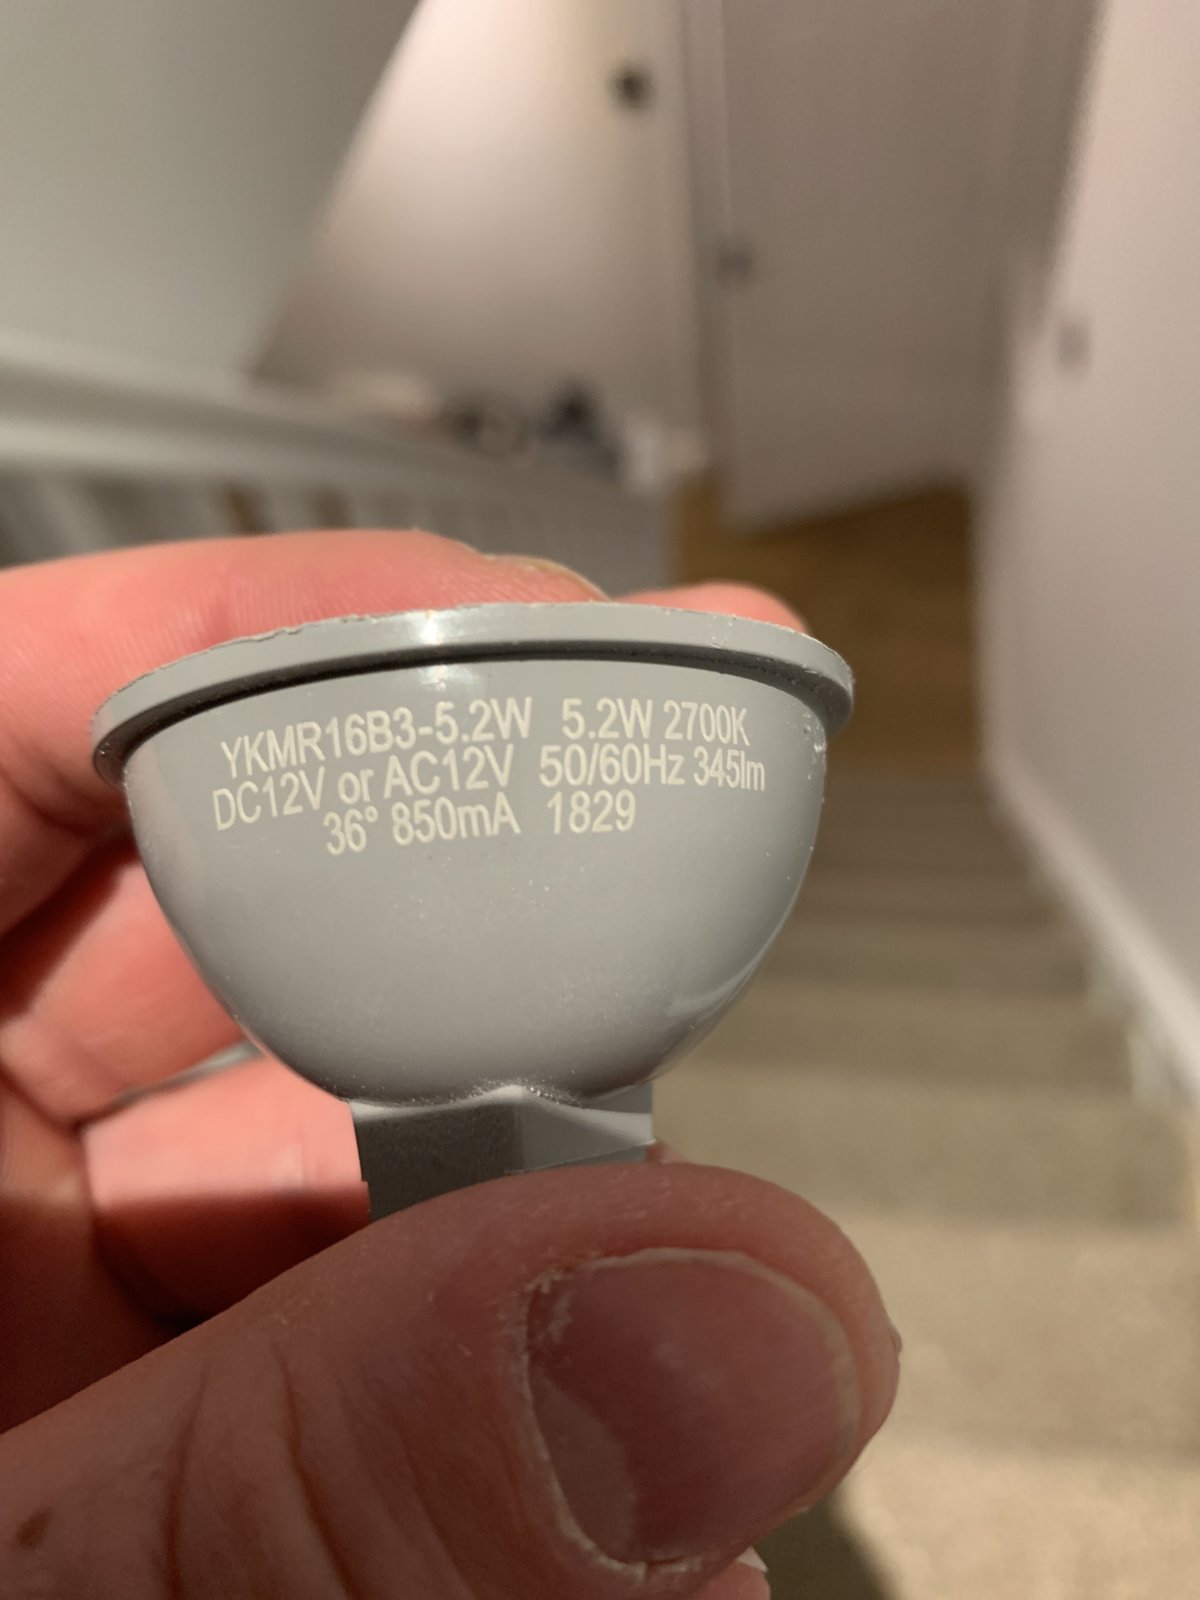 YKMR16B3-5.2W 5.2W 2700K
DC12V or AC12V 50/60Hz 345lm
36° 850mA 1829